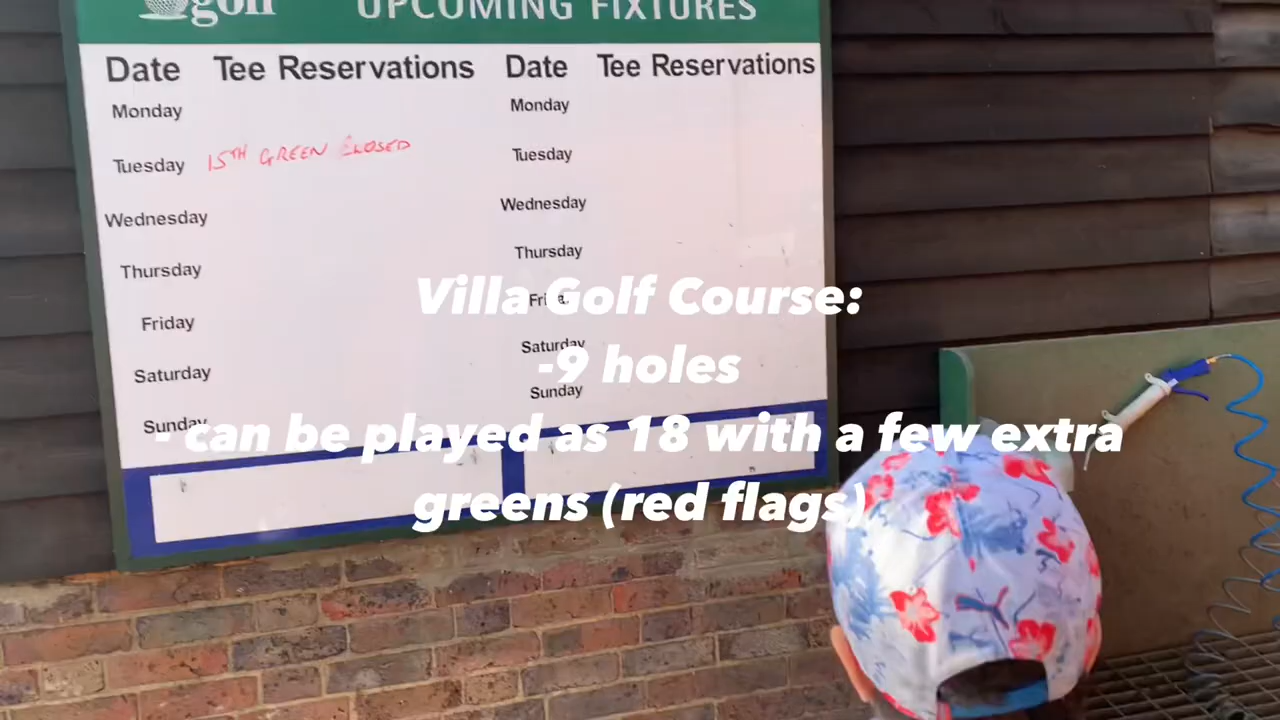 golf UPCOMING FIXTURES
Date Tee Reservations Date Tee Reservations
Monday Monday
Tuesday 15TH GREEN CLOSED Tuesday
Wednesday Wednesday
Thursday Thursday
Friday
Saturday Saturday
Sunday Sunday
Villa Golf Course:
-9 holes
- can be played as 18 with a few extra
greens (red flags)